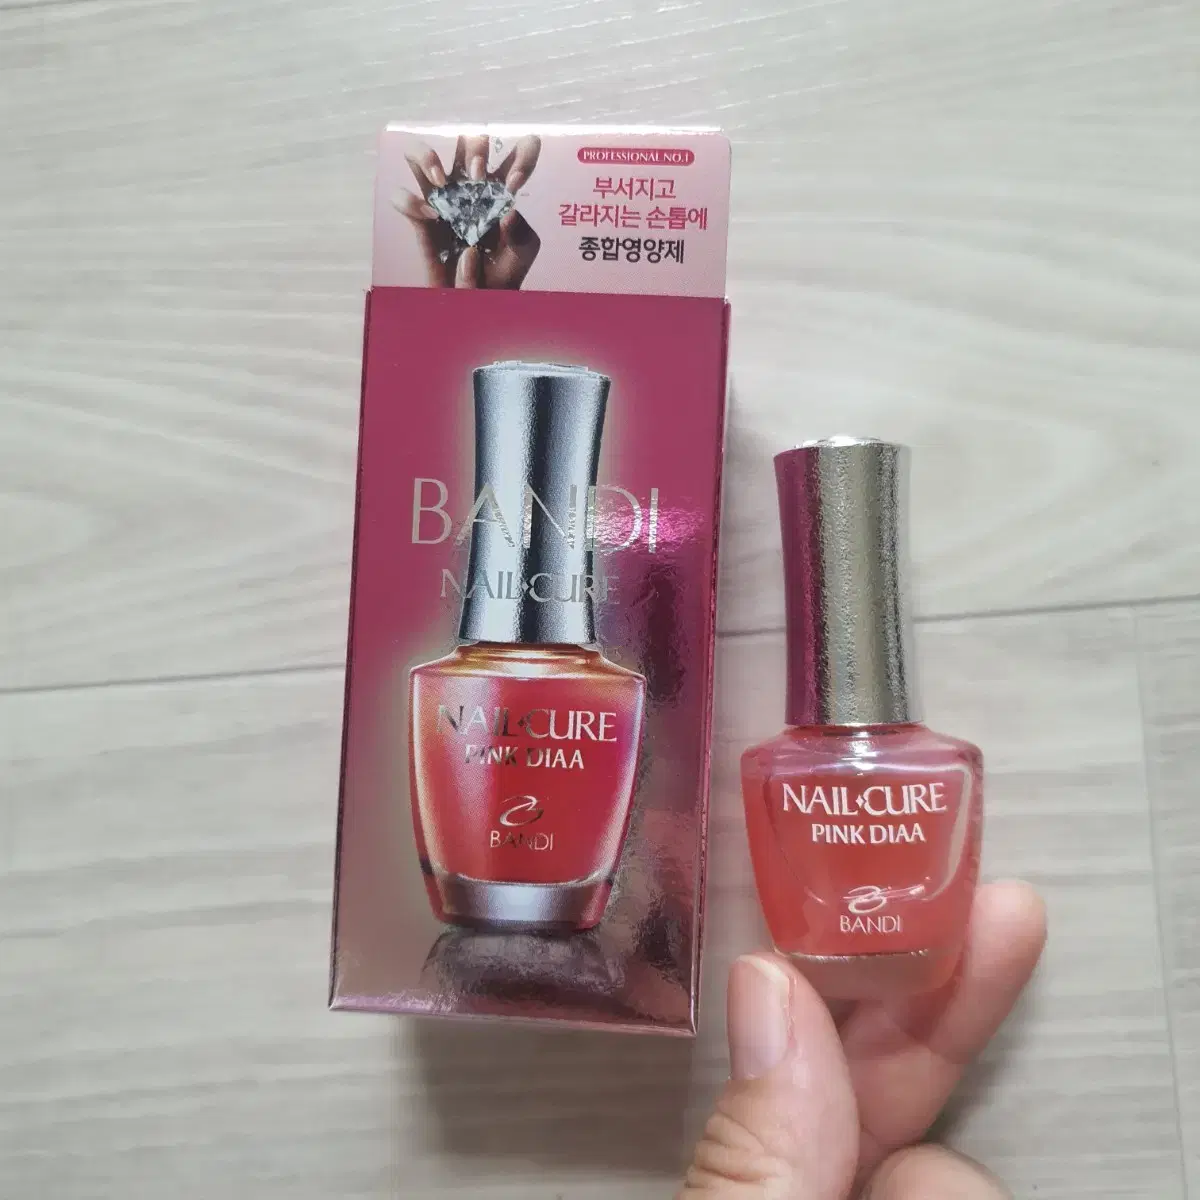 PROFESSIONAL NO.1
부서지고
갈라지는 손톱에
종합영양제
BANDI
NAIL CURE
NAIL CURE
PINK DIAA
BANDI
NAIL CURE
PINK DIAA
BANDI